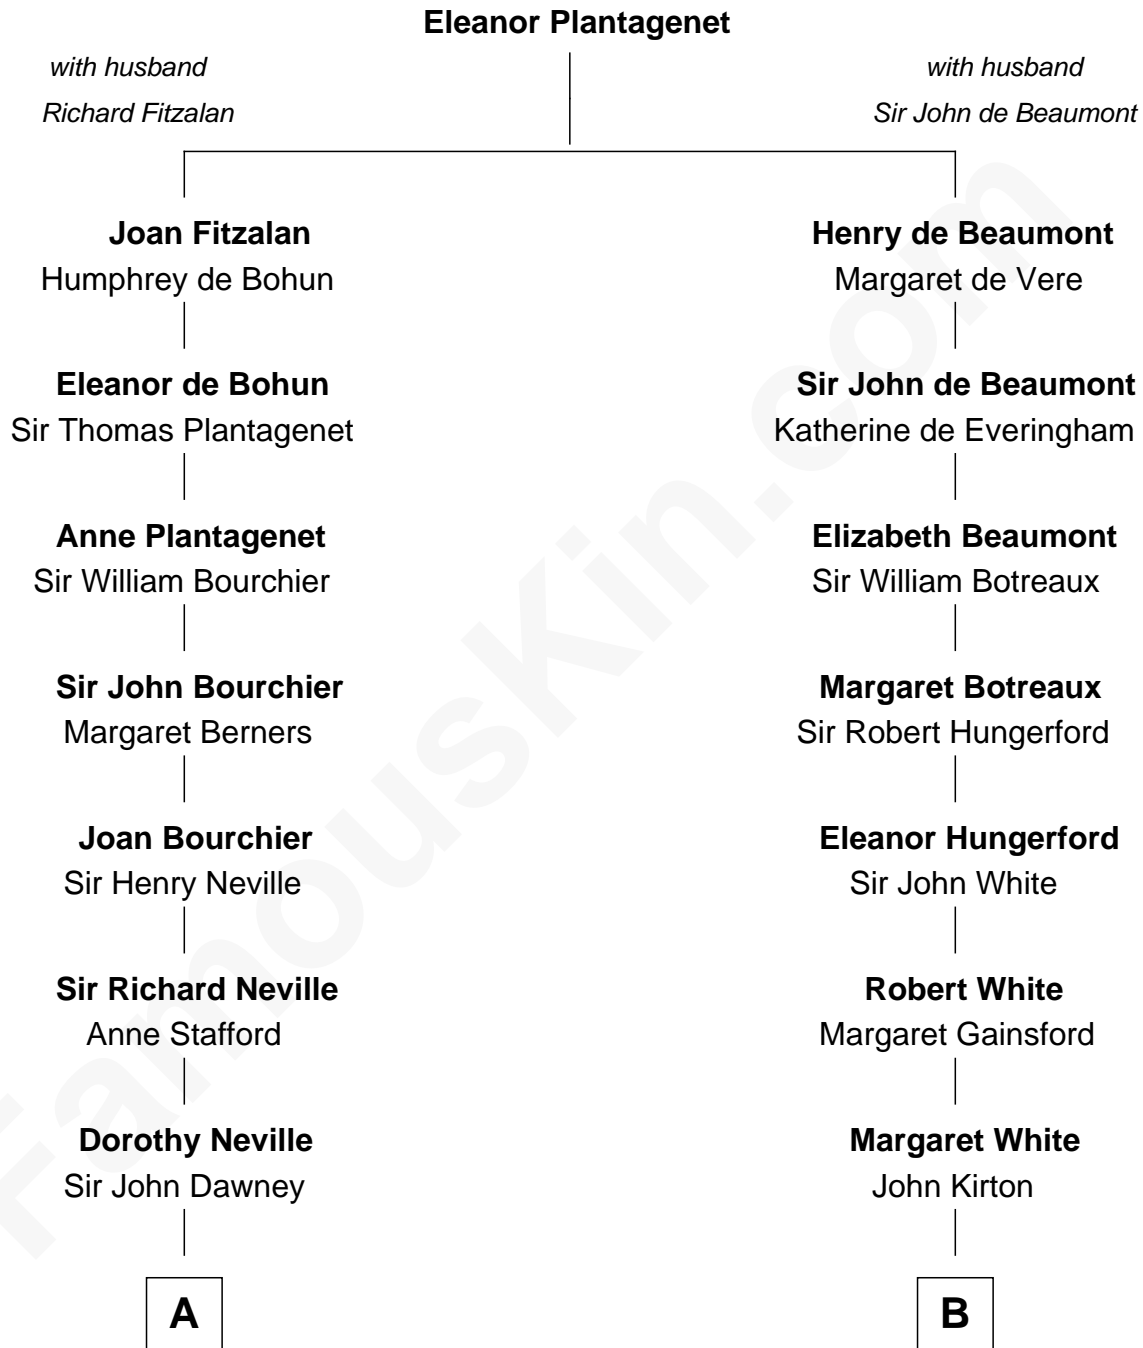 Eleanor Plantagenet
with husband
Richard Fitzalan
with husband
Sir John de Beaumont
Joan Fitzalan
Humphrey de Bohun
Henry de Beaumont
Margaret de Vere
Eleanor de Bohun
Sir Thomas Plantagenet
Sir John de Beaumont
Katherine de Everingham
Anne Plantagenet
Sir William Bourchier
Elizabeth Beaumont
Sir William Botreaux
Sir John Bourchier
Margaret Berners
Margaret Botreaux
Sir Robert Hungerford
Joan Bourchier
Sir Henry Neville
Eleanor Hungerford
Sir John White
Sir Richard Neville
Anne Stafford
Robert White
Margaret Gainsford
Dorothy Neville
Sir John Dawney
Margaret White
John Kirton
A
B
FamousKin.com